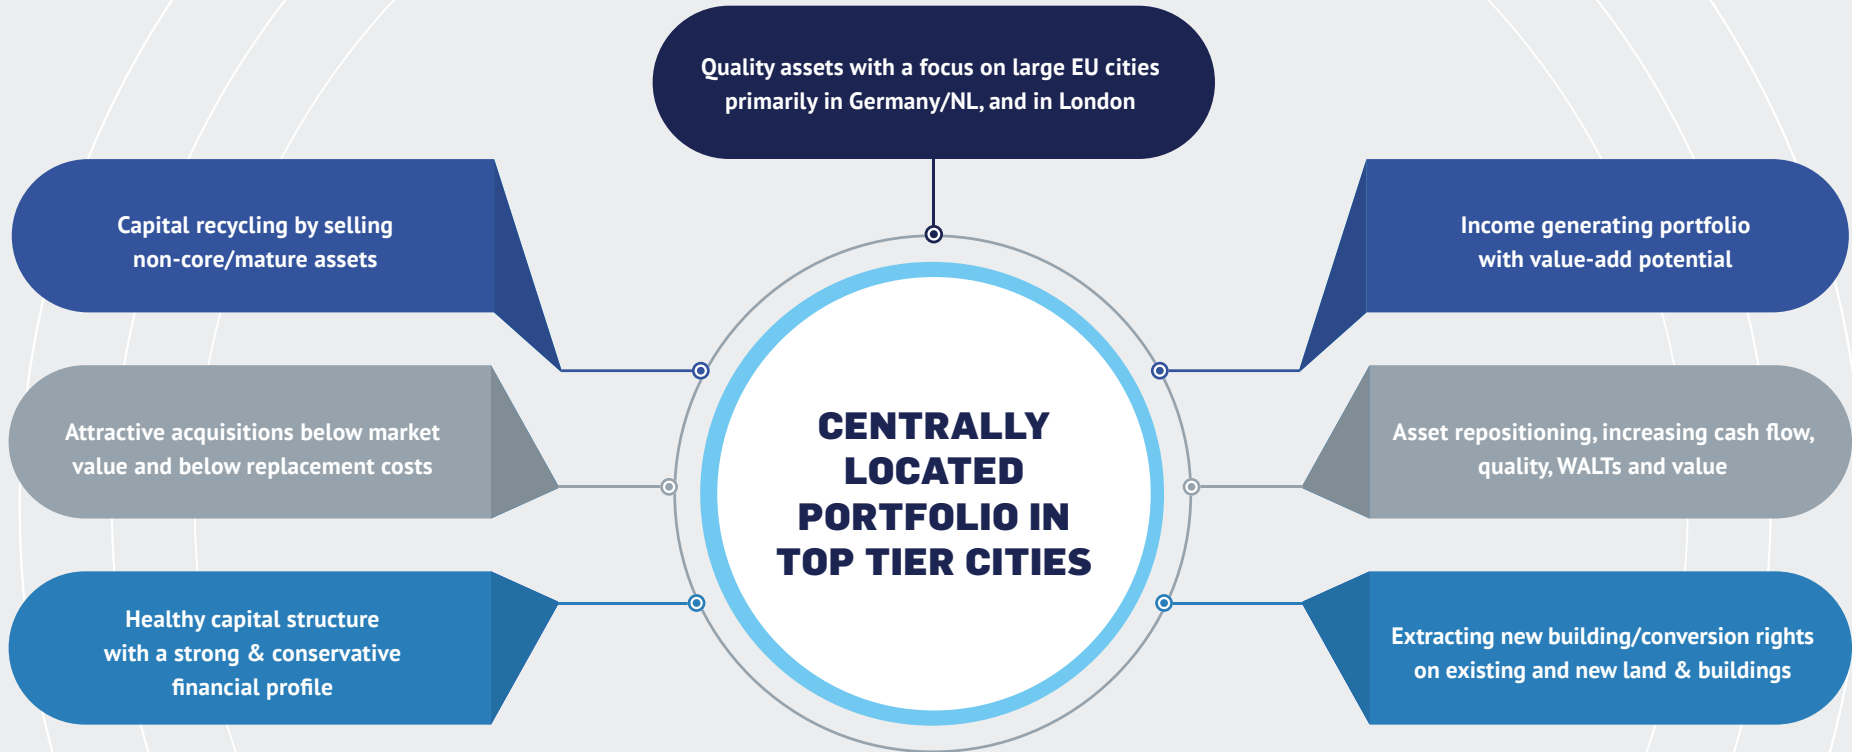 Quality assets with a focus on large EU cities
primarily in Germany/NL, and in London
Capital recycling by selling
non-core/mature assets
Income generating portfolio
with value-add potential
Attractive acquisitions below market
value and below replacement costs
CENTRALLY
LOCATED
PORTFOLIO IN
TOP TIER CITIES
Asset repositioning, increasing cash flow,
quality, WALTs and value
Healthy capital structure
with a strong & conservative
financial profile
Extracting new building/conversion rights
on existing and new land & buildings